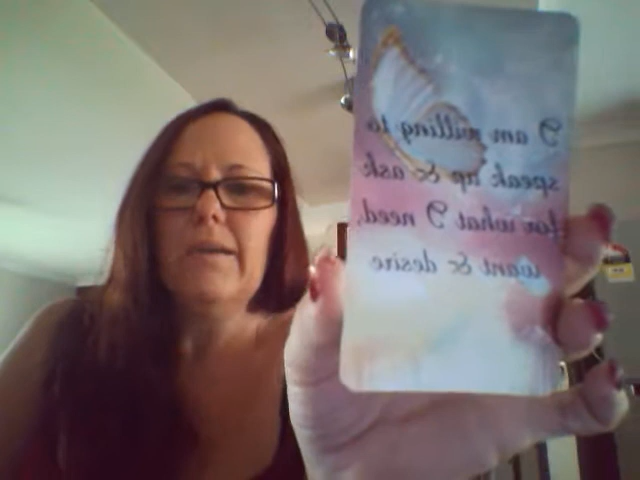 I am willing to
speak up & ask
for what I need,
want & desire